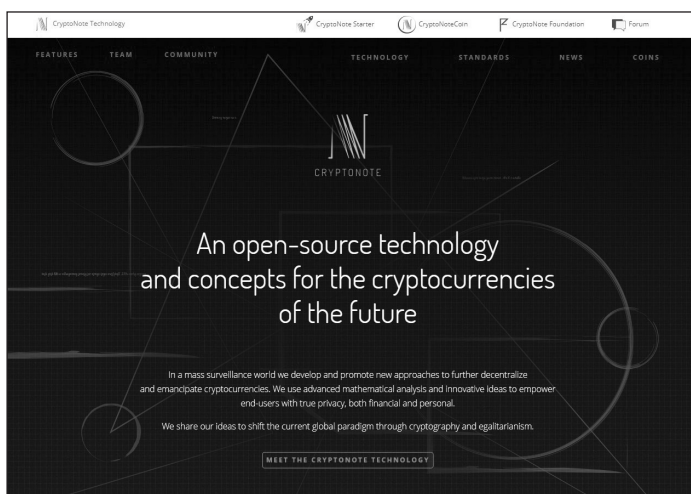 CryptoNote Technology
CryptoNote Starter
CryptoNoteCoin
CryptoNote Foundation
Forum
FEATURES
TEAM
COMMUNITY
TECHNOLOGY
STANDARDS
NEWS
COINS
CRYPTONOTE
An open-source technology
and concepts for the cryptocurrencies
of the future
In a mass surveillance world we develop and promote new approaches to further decentralize
and emancipate cryptocurrencies. We use advanced mathematical analysis and innovative ideas to empower
end-users with true privacy, both financial and personal.
We share our ideas to shift the current global paradigm through cryptography and egalitarianism.
MEET THE CRYPTONOTE TECHNOLOGY